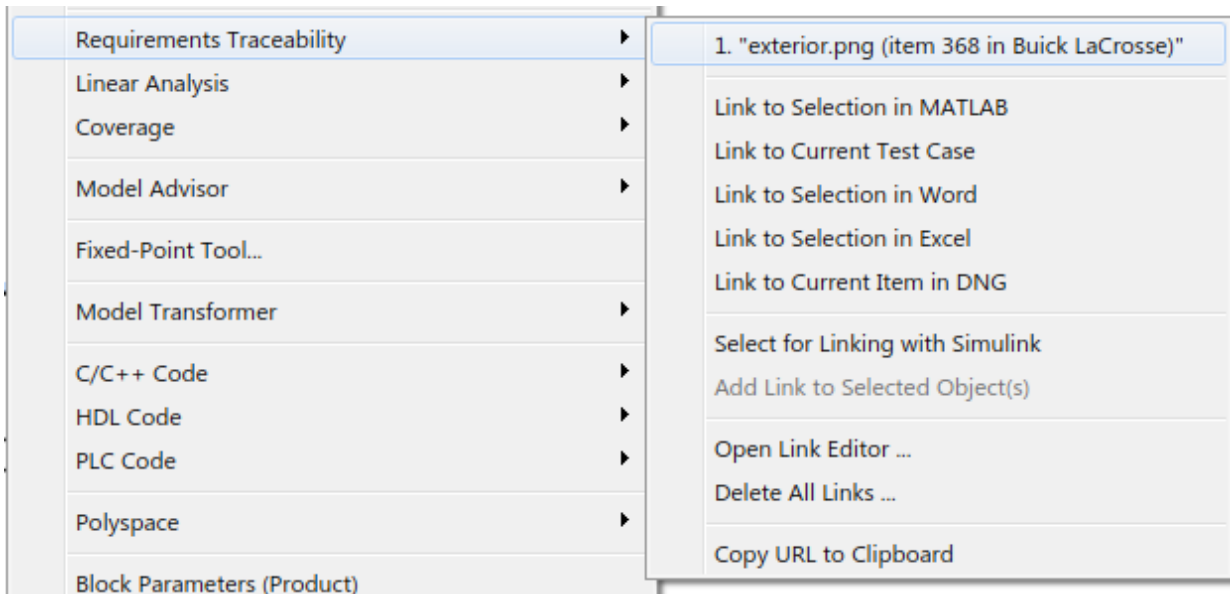 Requirements Traceability
Linear Analysis
Coverage
Model Advisor
Fixed-Point Tool...
Model Transformer
C/C++ Code
HDL Code
PLC Code
Polyspace
Block Parameters (Product)
1. "exterior.png (item 368 in Buick LaCrosse)"
Link to Selection in MATLAB
Link to Current Test Case
Link to Selection in Word
Link to Selection in Excel
Link to Current Item in DNG
Select for Linking with Simulink
Add Link to Selected Object(s)
Open Link Editor ...
Delete All Links ...
Copy URL to Clipboard